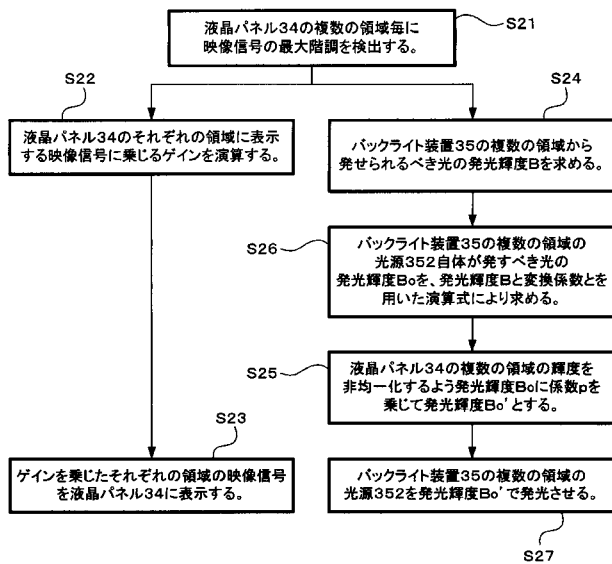 S21
液晶パネル34の複数の領域毎に
映像信号の最大階調を検出する。
S22
液晶パネル34のそれぞれの領域に表示
する映像信号に乗じるゲインを演算する。
S24
バックライト装置35の複数の領域から
発せられるべき光の発光輝度Bを求める。
S26
バックライト装置35の複数の領域の
光源352自体が発すべき光の
発光輝度Boを、発光輝度Bと変換係数とを
用いた演算式により求める。
S25
液晶パネル34の複数の領域の輝度を
非均一化するよう発光輝度Boに係数pを
乗じて発光輝度Bo'とする。
S23
ゲインを乗じたそれぞれの領域の映像信号
を液晶パネル34に表示する。
バックライト装置35の複数の領域の
光源352を発光輝度Bo'で発光させる。
S27